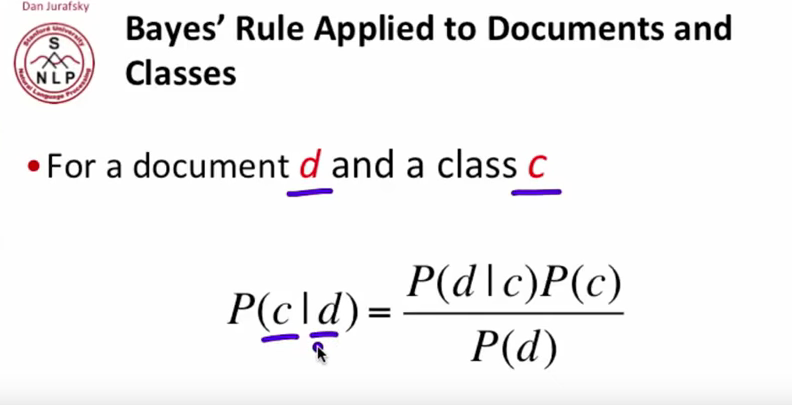 Dan Jurafsky
Stanford University
S
NLP
Natural Language Processing
Bayes’ Rule Applied to Documents and
Classes
•For a document d and a class c
P(c|d) = P(d|c)P(c)
P(d)